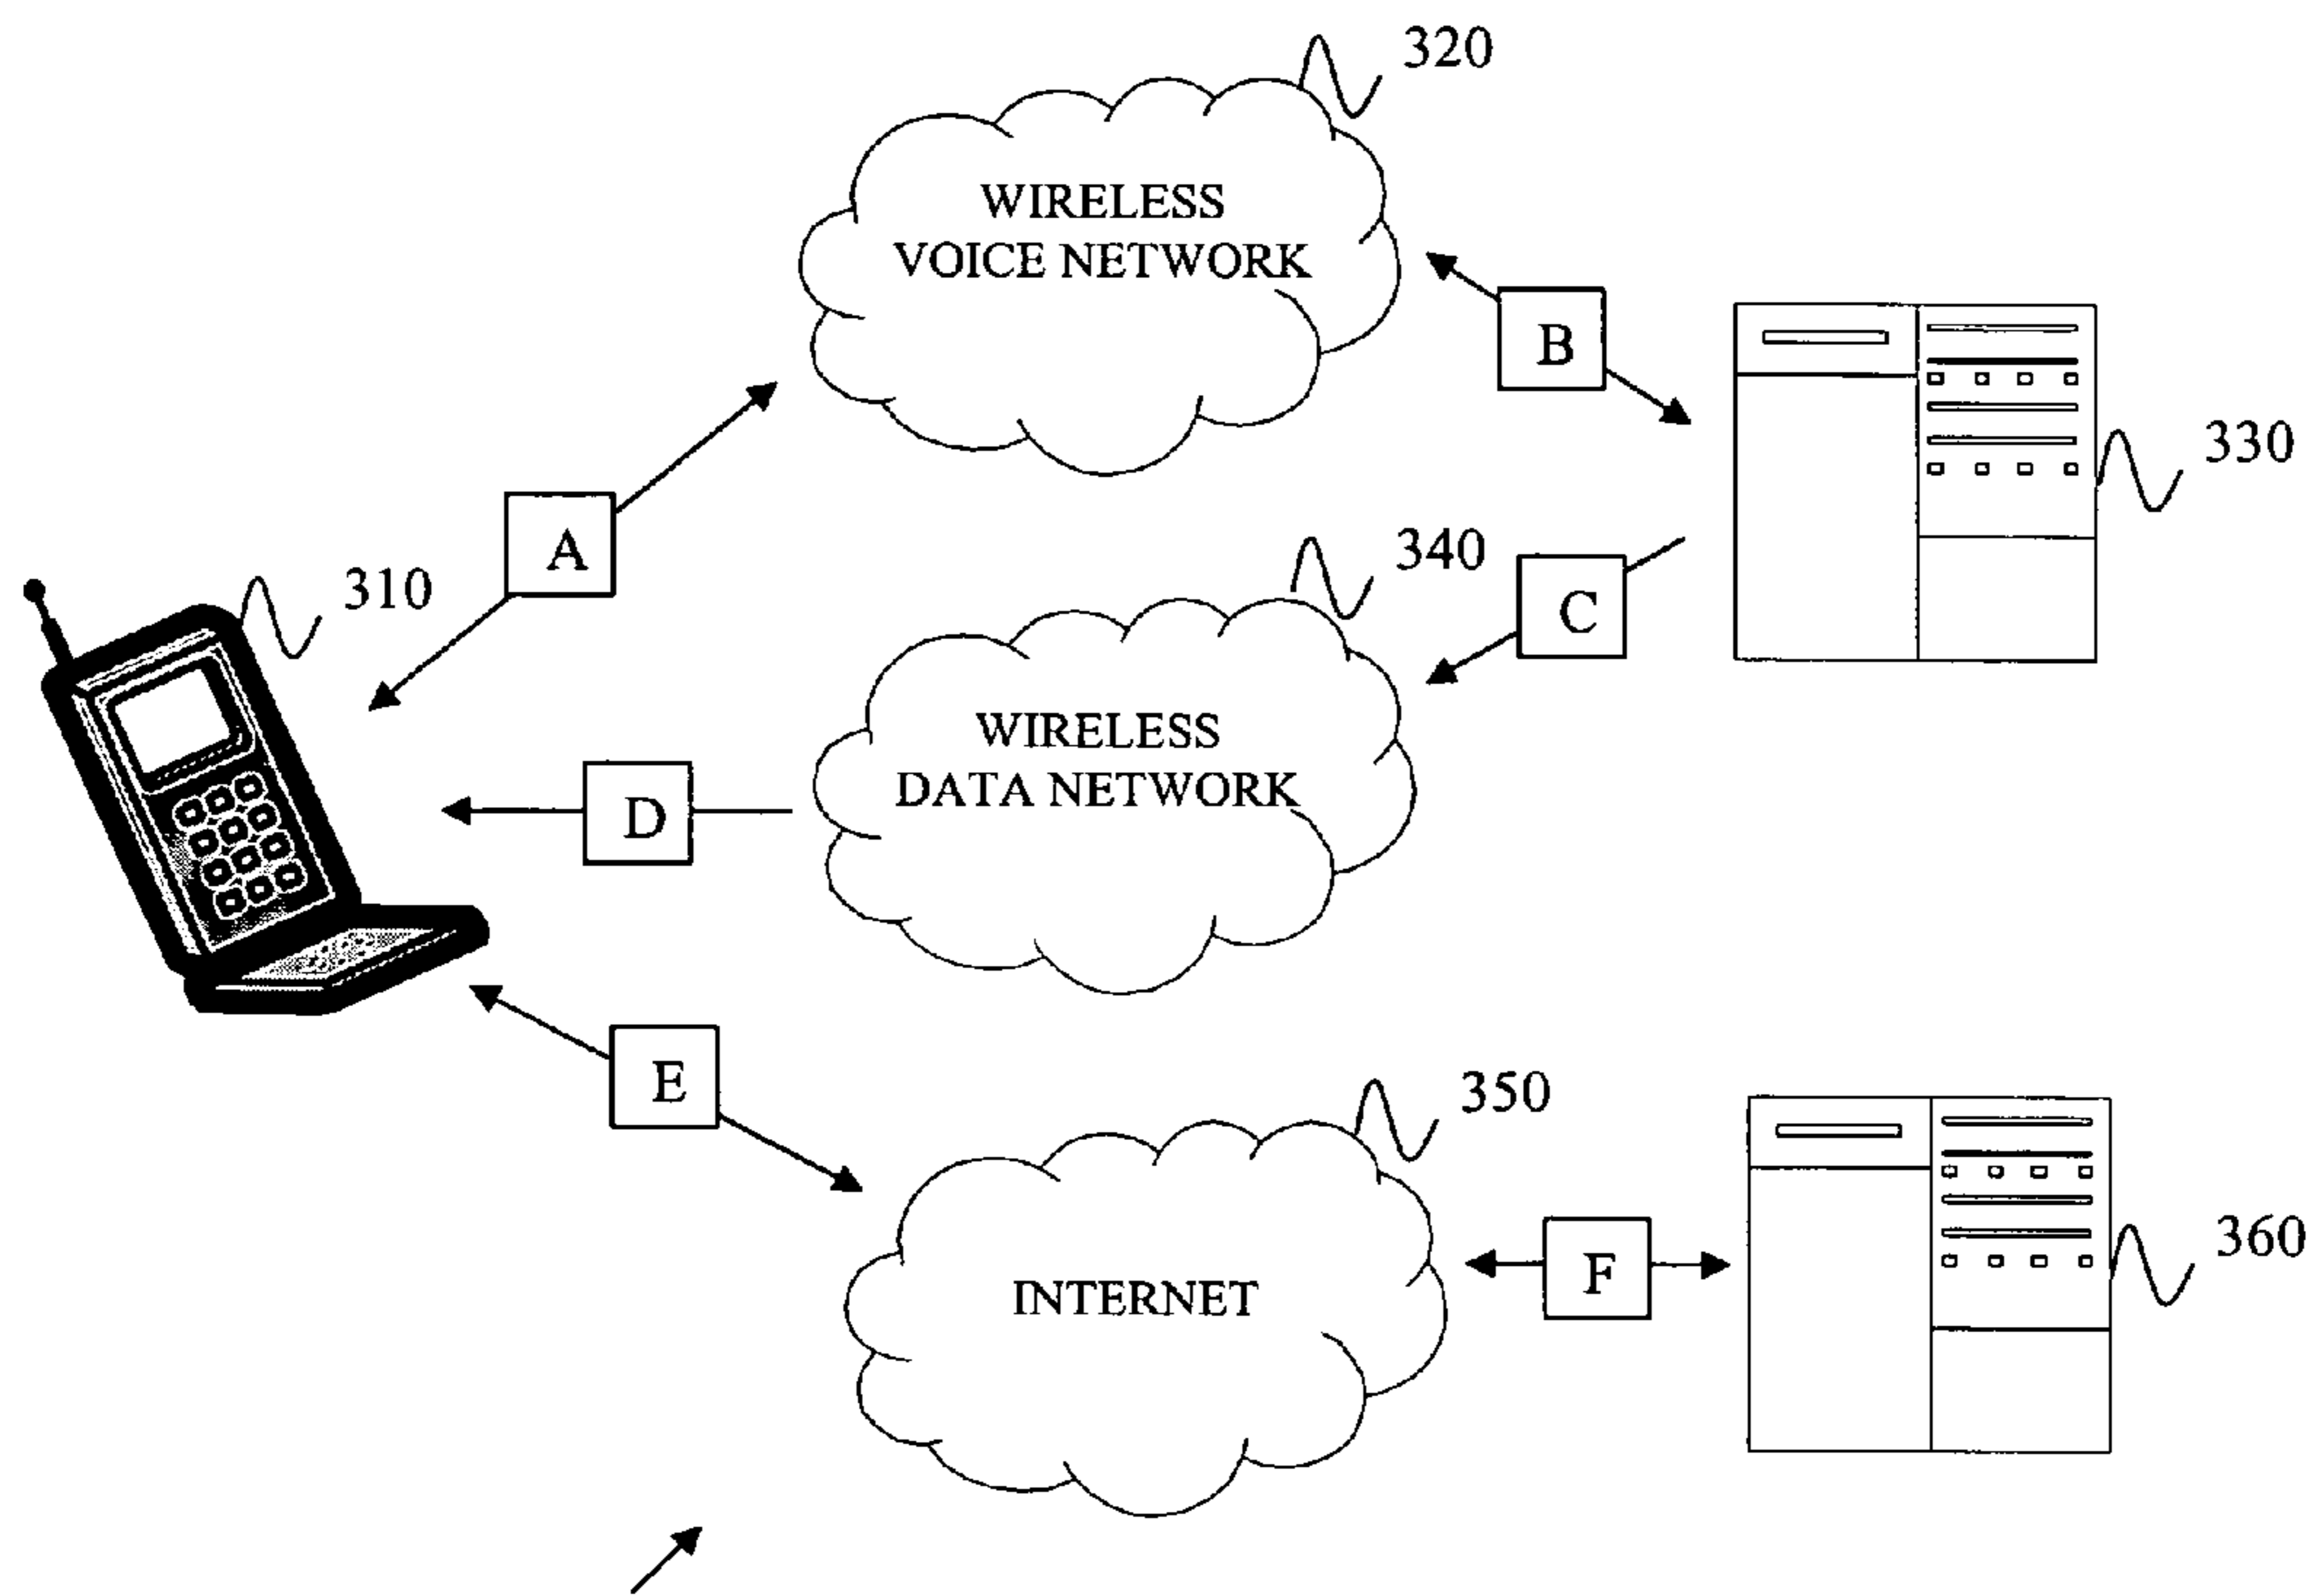 320
WIRELESS
VOICE NETWORK
B
330
A
340
310
C
WIRELESS
DATA NETWORK
D
E
350
360
INTERNET
F